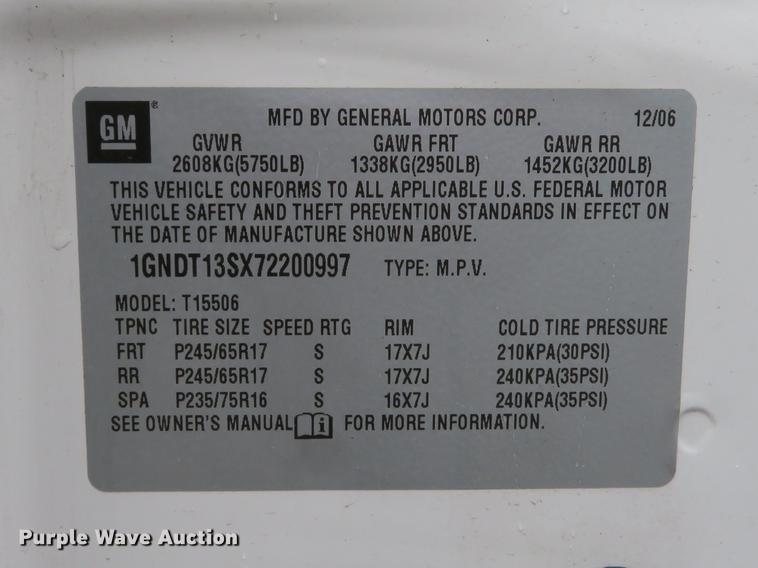 GM®
MFD BY GENERAL MOTORS CORP. 12/06
GVWR GAWR FRT GAWR RR
2608KG(5750LB) 1338KG(2950LB) 1452KG(3200LB)
THIS VEHICLE CONFORMS TO ALL APPLICABLE U.S. FEDERAL MOTOR
VEHICLE SAFETY AND THEFT PREVENTION STANDARDS IN EFFECT ON
THE DATE OF MANUFACTURE SHOWN ABOVE.
1GNDT13SX72200997 TYPE: M.P.V.
MODEL: T15506
TPNC TIRE SIZE SPEED RTG RIM COLD TIRE PRESSURE
FRT P245/65R17 S 17X7J 210KPA(30PSI)
RR P245/65R17 S 17X7J 240KPA(35PSI)
SPA P235/75R16 S 16X7J 240KPA(35PSI)
SEE OWNER'S MANUAL i FOR MORE INFORMATION.
Purple Wave Auction